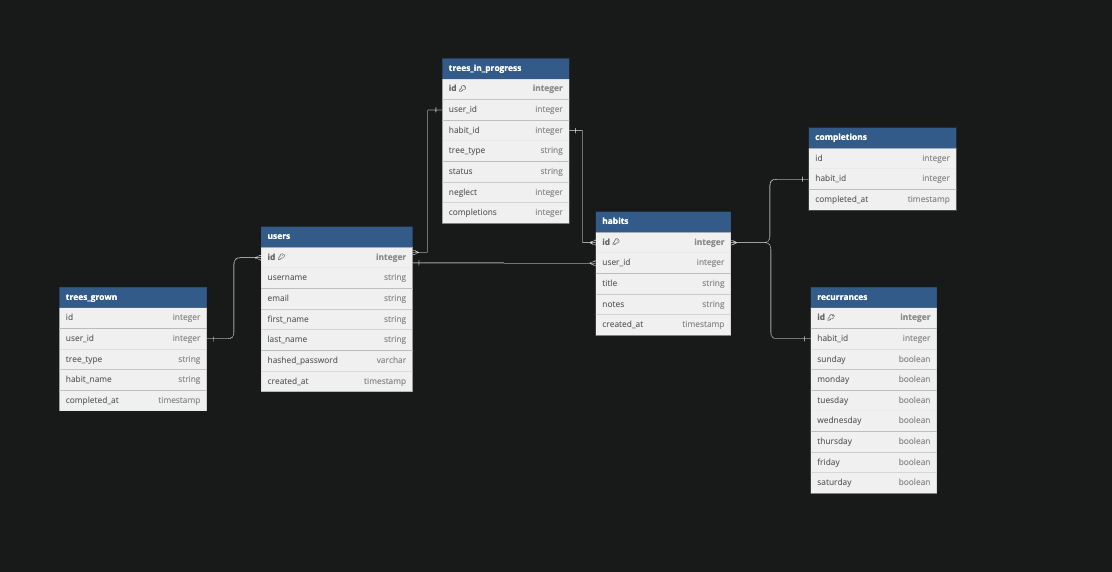 trees_in_progress
id integer
user_id integer
habit_id integer
tree_type string
status string
neglect integer
completions integer
completions
id integer
habit_id integer
completed_at timestamp
habits
id integer
user_id integer
title string
notes string
created_at timestamp
users
id integer
username string
email string
first_name string
last_name string
hashed_password varchar
created_at timestamp
trees_grown
id integer
user_id integer
tree_type string
habit_name string
completed_at timestamp
recurrances
id integer
habit_id integer
sunday boolean
monday boolean
tuesday boolean
wednesday boolean
thursday boolean
friday boolean
saturday boolean